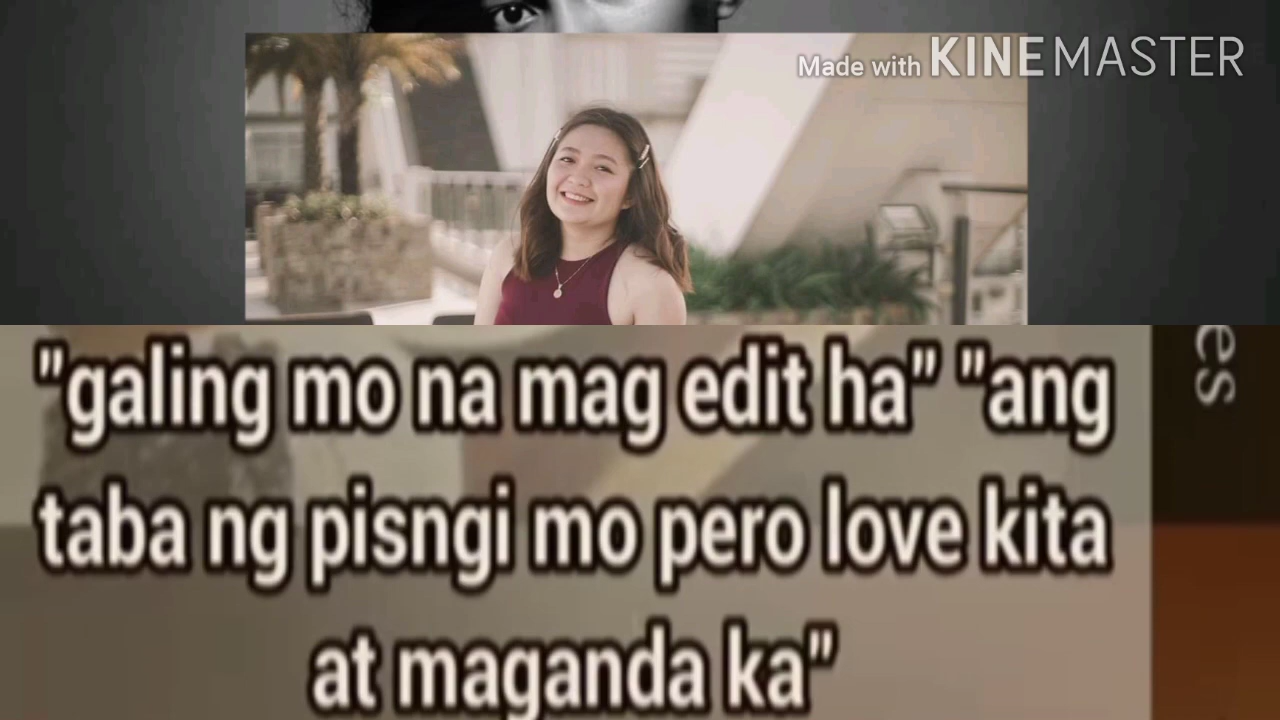 Made with KINEMASTER
"galing mo na mag edit ha" "ang
taba ng pisngi mo pero love kita
at maganda ka"
es